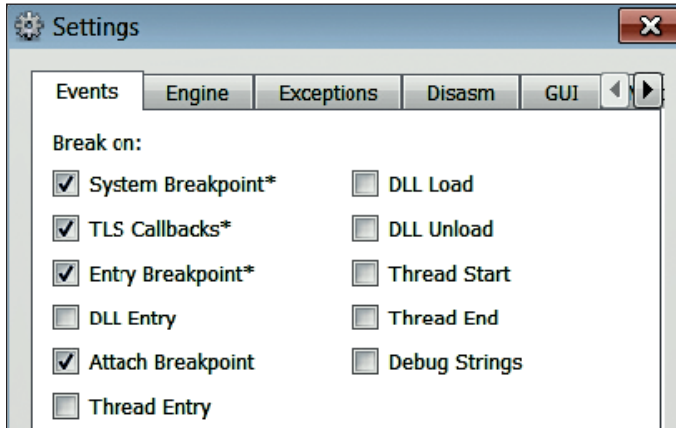 Settings
Events Engine Exceptions Disasm GUI
Break on:
System Breakpoint* DLL Load
TLS Callbacks* DLL Unload
Entry Breakpoint* Thread Start
DLL Entry Thread End
Attach Breakpoint Debug Strings
Thread Entry